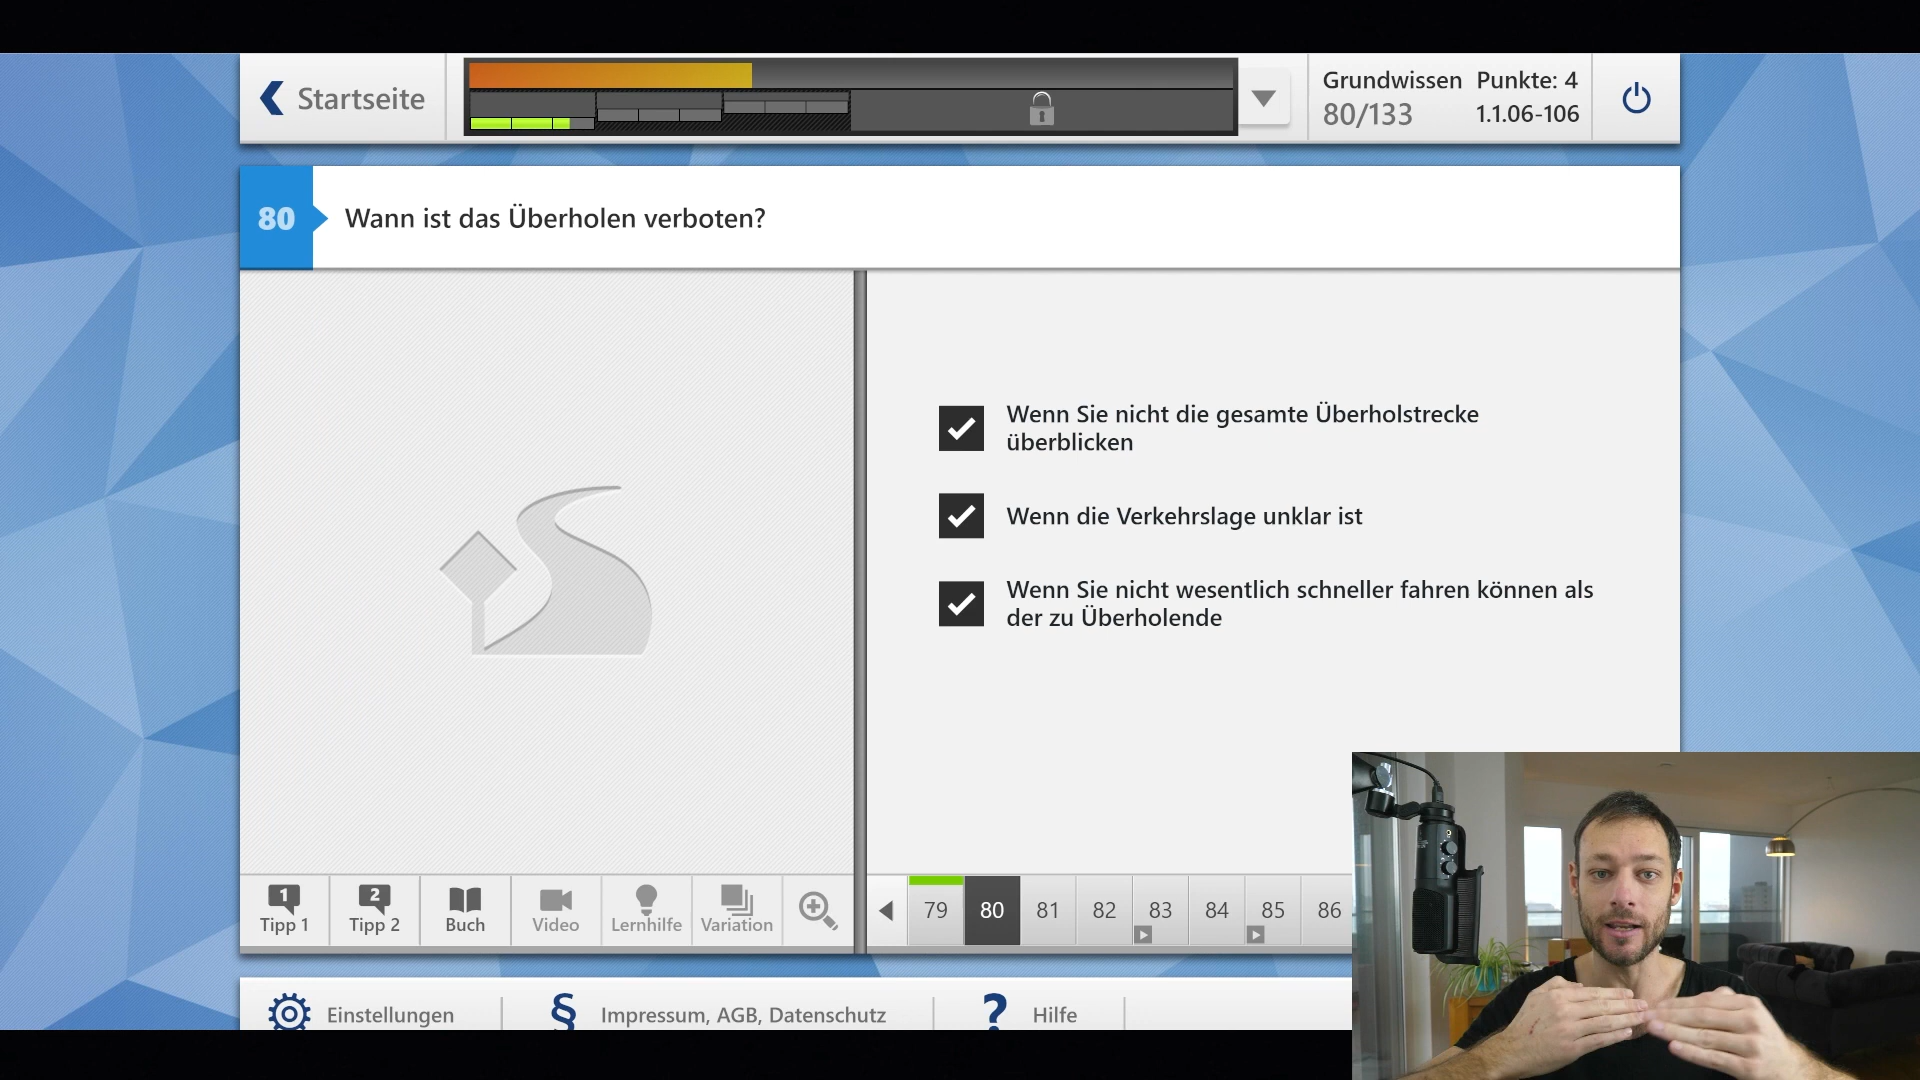 Startseite
Grundwissen Punkte: 4
80/133 1.1.06-106
80 Wann ist das Überholen verboten?
Wenn Sie nicht die gesamte Überholstrecke
überblicken
Wenn die Verkehrslage unklar ist
Wenn Sie nicht wesentlich schneller fahren können als
der zu Überholende
1 2
Tipp 1 Tipp 2 Buch Video Lernhilfe Variation
79 80 81 82 83 84 85 86
§ ?
Einstellungen Impressum, AGB, Datenschutz Hilfe